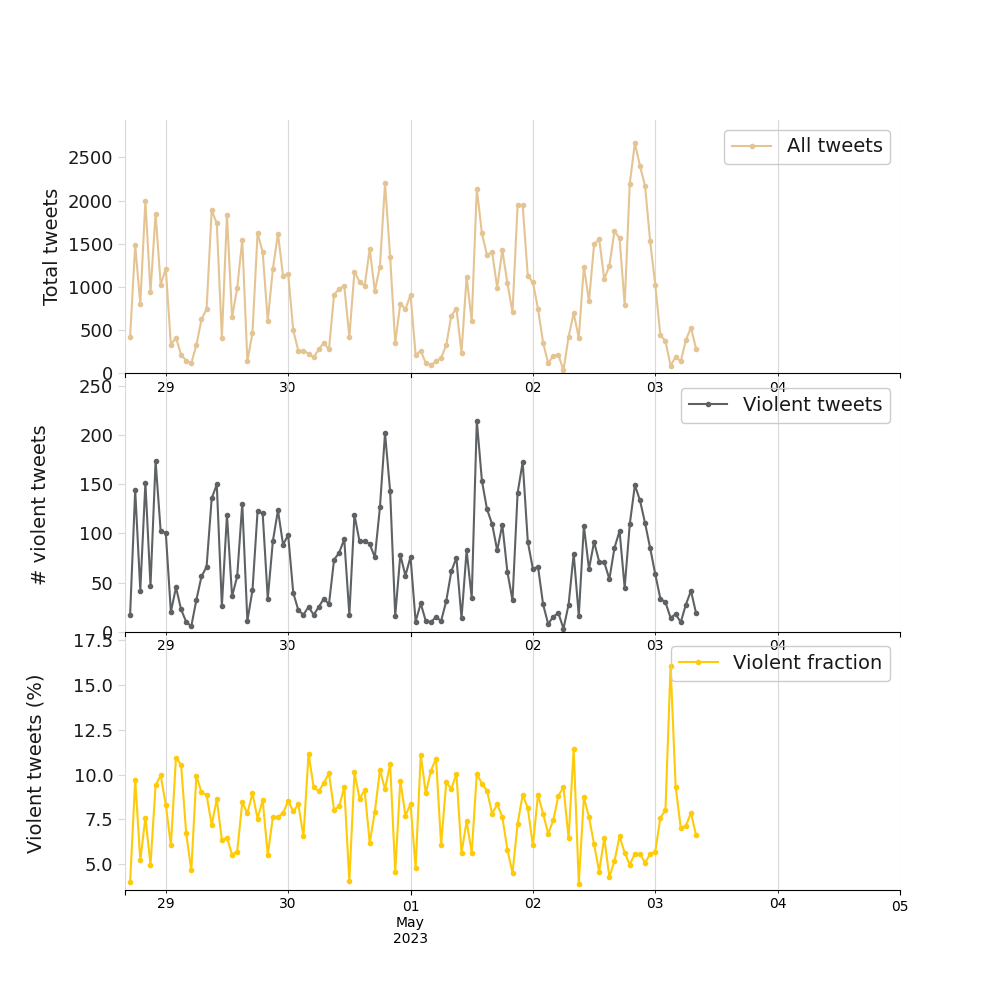 All tweets
Total tweets
2500
2000
1500
1000
500
0
29 30 02 03 04
Violent tweets
# violent tweets
250
200
150
100
50
0
29 30 02 03 04
Violent fraction
Violent tweets (%)
17.5
15.0
12.5
10.0
7.5
5.0
29 30 01 02 03 04 05
May
2023